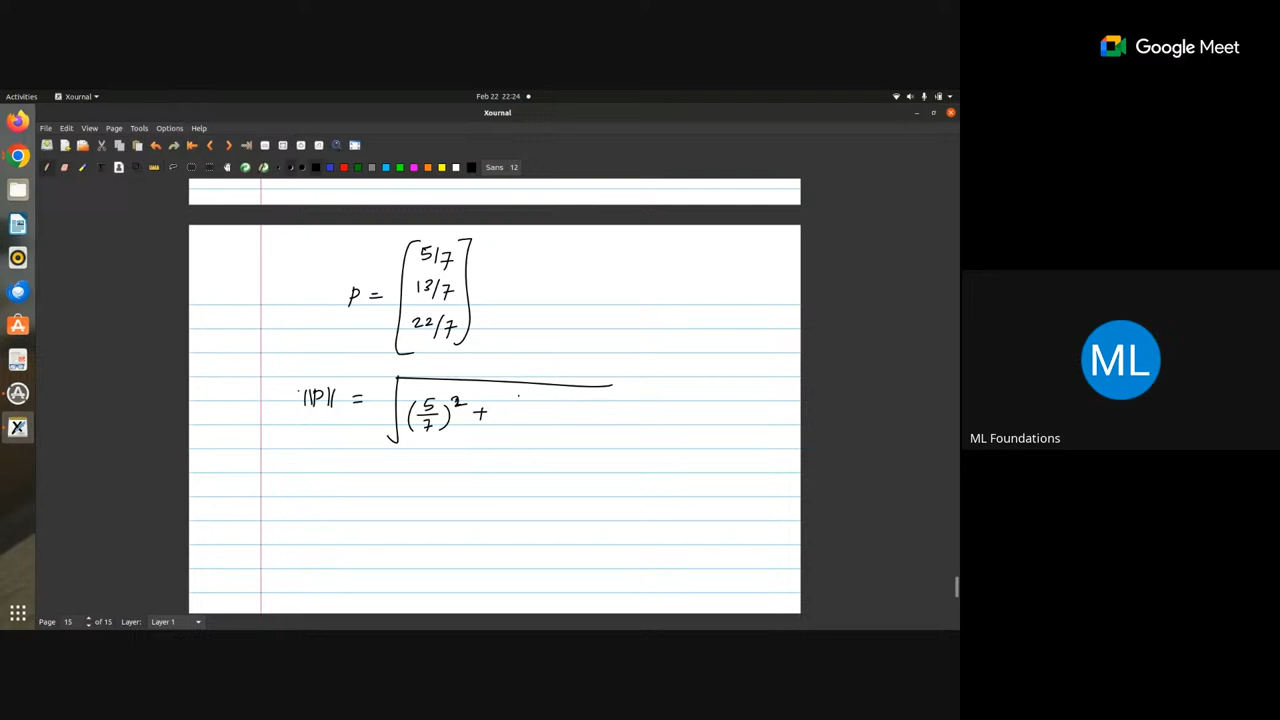 Google Meet
Activities Xournal Feb 22 22:24
Xournal
File Edit View Page Tools Options Help
Sans 12
P = [ 5/7
13/7
22/7 ]
||P|| = √ (5/7)² +
ML
ML Foundations
Page 15 of 15 Layer: Layer 1